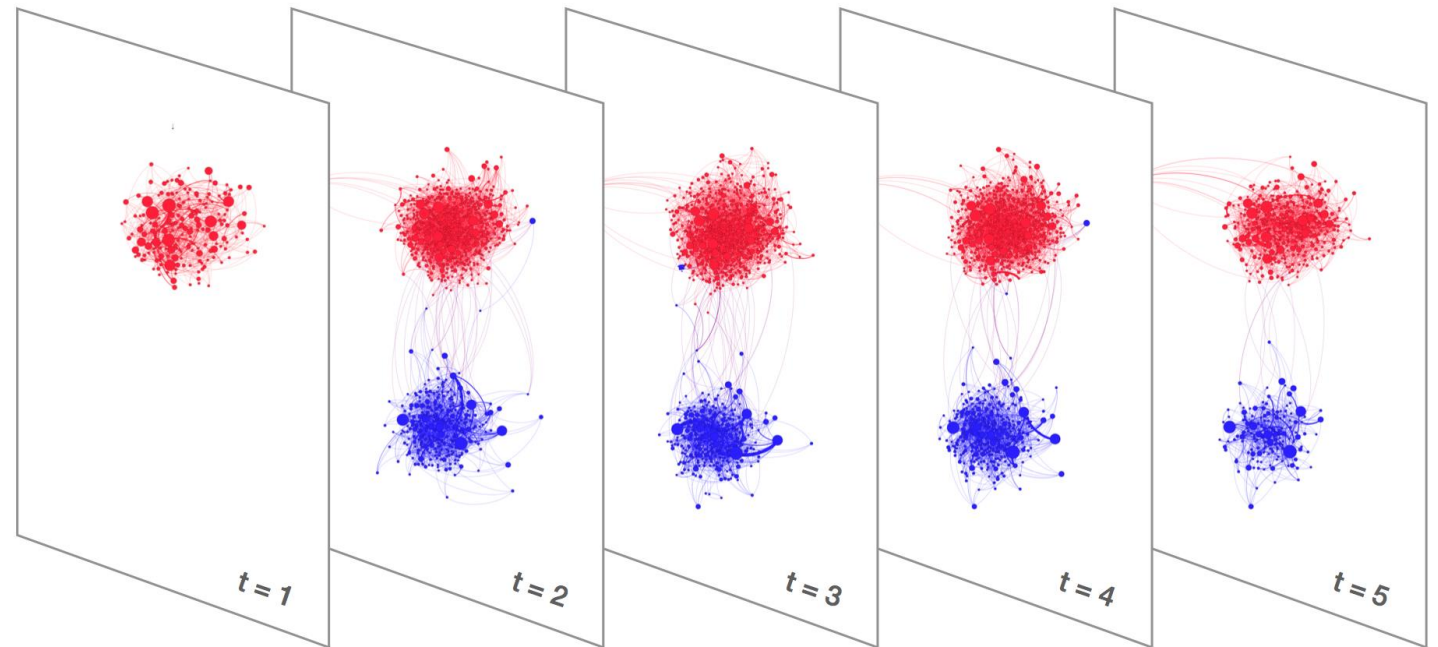 t = 1
t = 2
t = 3
t = 4
t = 5